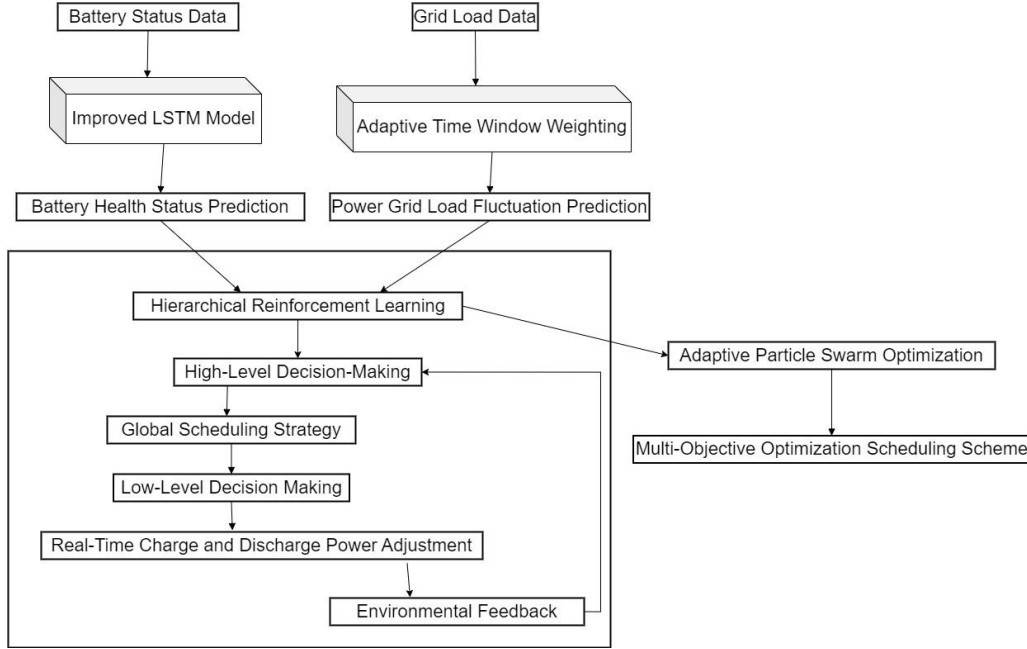 Battery Status Data
Grid Load Data
Improved LSTM Model
Adaptive Time Window Weighting
Battery Health Status Prediction
Power Grid Load Fluctuation Prediction
Hierarchical Reinforcement Learning
Adaptive Particle Swarm Optimization
High-Level Decision-Making
Global Scheduling Strategy
Multi-Objective Optimization Scheduling Scheme
Low-Level Decision Making
Real-Time Charge and Discharge Power Adjustment
Environmental Feedback